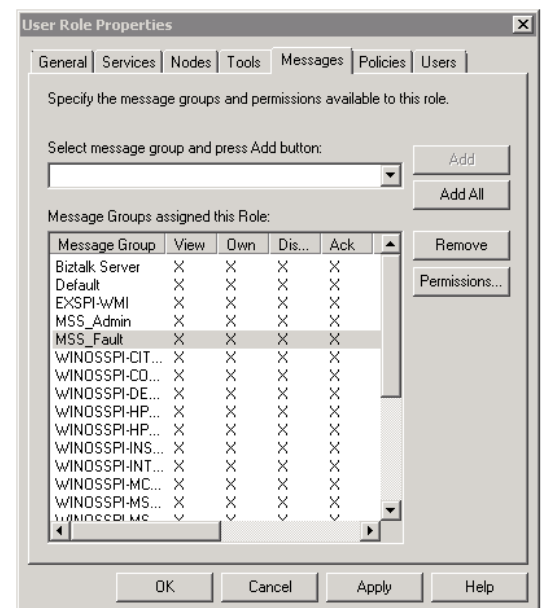 User Role Properties
General Services Nodes Tools Messages Policies Users
Specify the message groups and permissions available to this role.
Select message group and press Add button:
Add
Add All
Message Groups assigned this Role:
Message Group View Own Dis... Ack
Remove
Permissions...
Biztalk Server X X X X
Default X X X X
EXSPI-WMI X X X X
MSS_Admin X X X X
MSS_Fault X X X X
WINOSSPI-CIT... X X X X
WINOSSPI-CO... X X X X
WINOSSPI-DE... X X X X
WINOSSPI-HP... X X X X
WINOSSPI-HP... X X X X
WINOSSPI-INS... X X X X
WINOSSPI-INT... X X X X
WINOSSPI-MC... X X X X
WINOSSPI-MS... X X X X
WINOSSPI-MS... X X X X
OK Cancel Apply Help